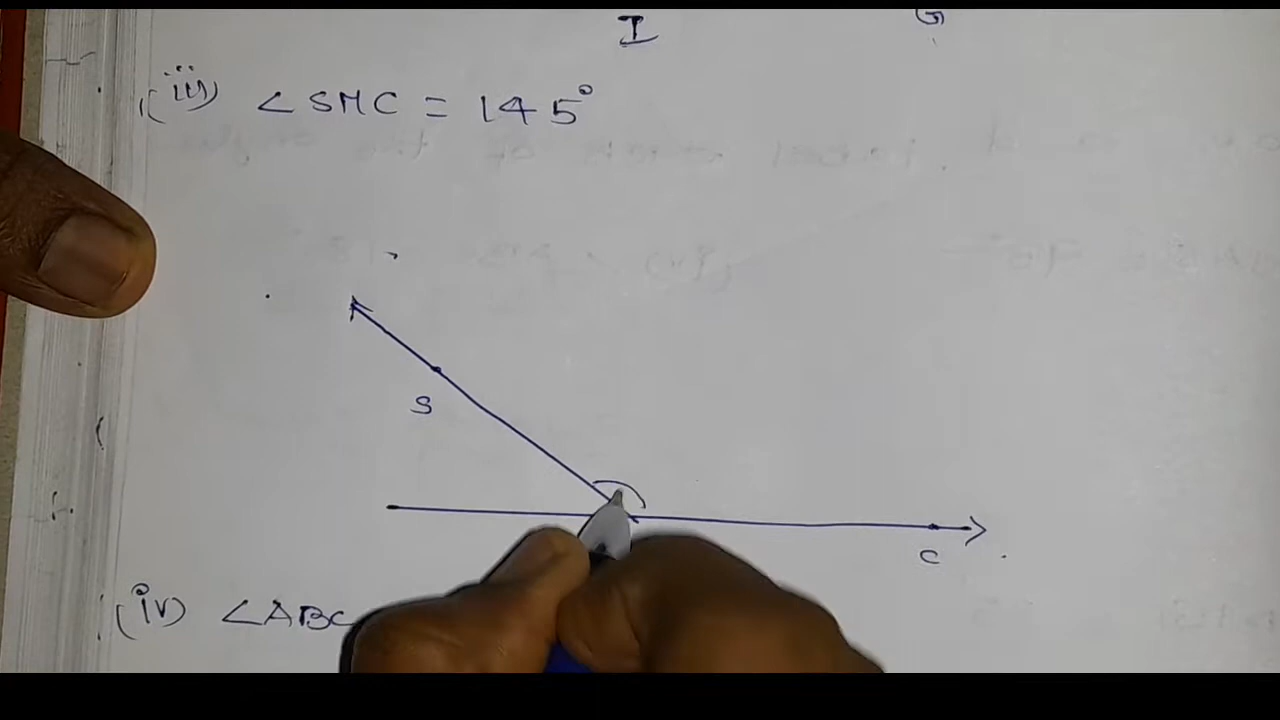 I G
(iii) ∠SMC = 145°
S
C
(iv) ∠ABC